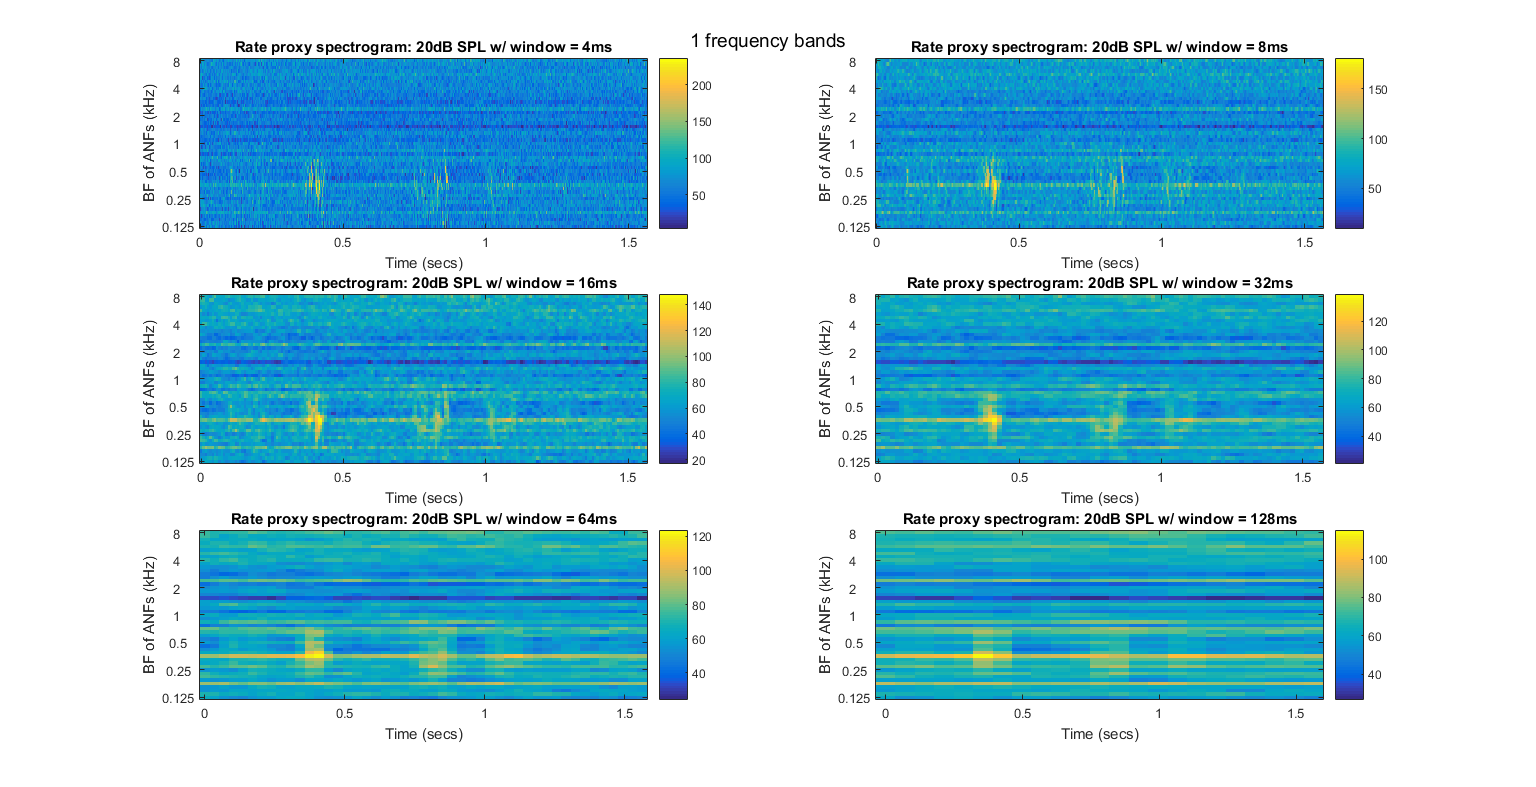 1 frequency bands
Rate proxy spectrogram: 20dB SPL w/ window = 4ms
8
4
2
1
0.5
0.25
0.125
BF of ANFs (kHz)
0 0.5 1 1.5
Time (secs)
200
150
100
50
Rate proxy spectrogram: 20dB SPL w/ window = 8ms
8
4
2
1
0.5
0.25
0.125
BF of ANFs (kHz)
0 0.5 1 1.5
Time (secs)
150
100
50
Rate proxy spectrogram: 20dB SPL w/ window = 16ms
8
4
2
1
0.5
0.25
0.125
BF of ANFs (kHz)
0 0.5 1 1.5
Time (secs)
140
120
100
80
60
40
20
Rate proxy spectrogram: 20dB SPL w/ window = 32ms
8
4
2
1
0.5
0.25
0.125
BF of ANFs (kHz)
0 0.5 1 1.5
Time (secs)
120
100
80
60
40
Rate proxy spectrogram: 20dB SPL w/ window = 64ms
8
4
2
1
0.5
0.25
0.125
BF of ANFs (kHz)
0 0.5 1 1.5
Time (secs)
120
100
80
60
40
Rate proxy spectrogram: 20dB SPL w/ window = 128ms
8
4
2
1
0.5
0.25
0.125
BF of ANFs (kHz)
0 0.5 1 1.5
Time (secs)
100
80
60
40